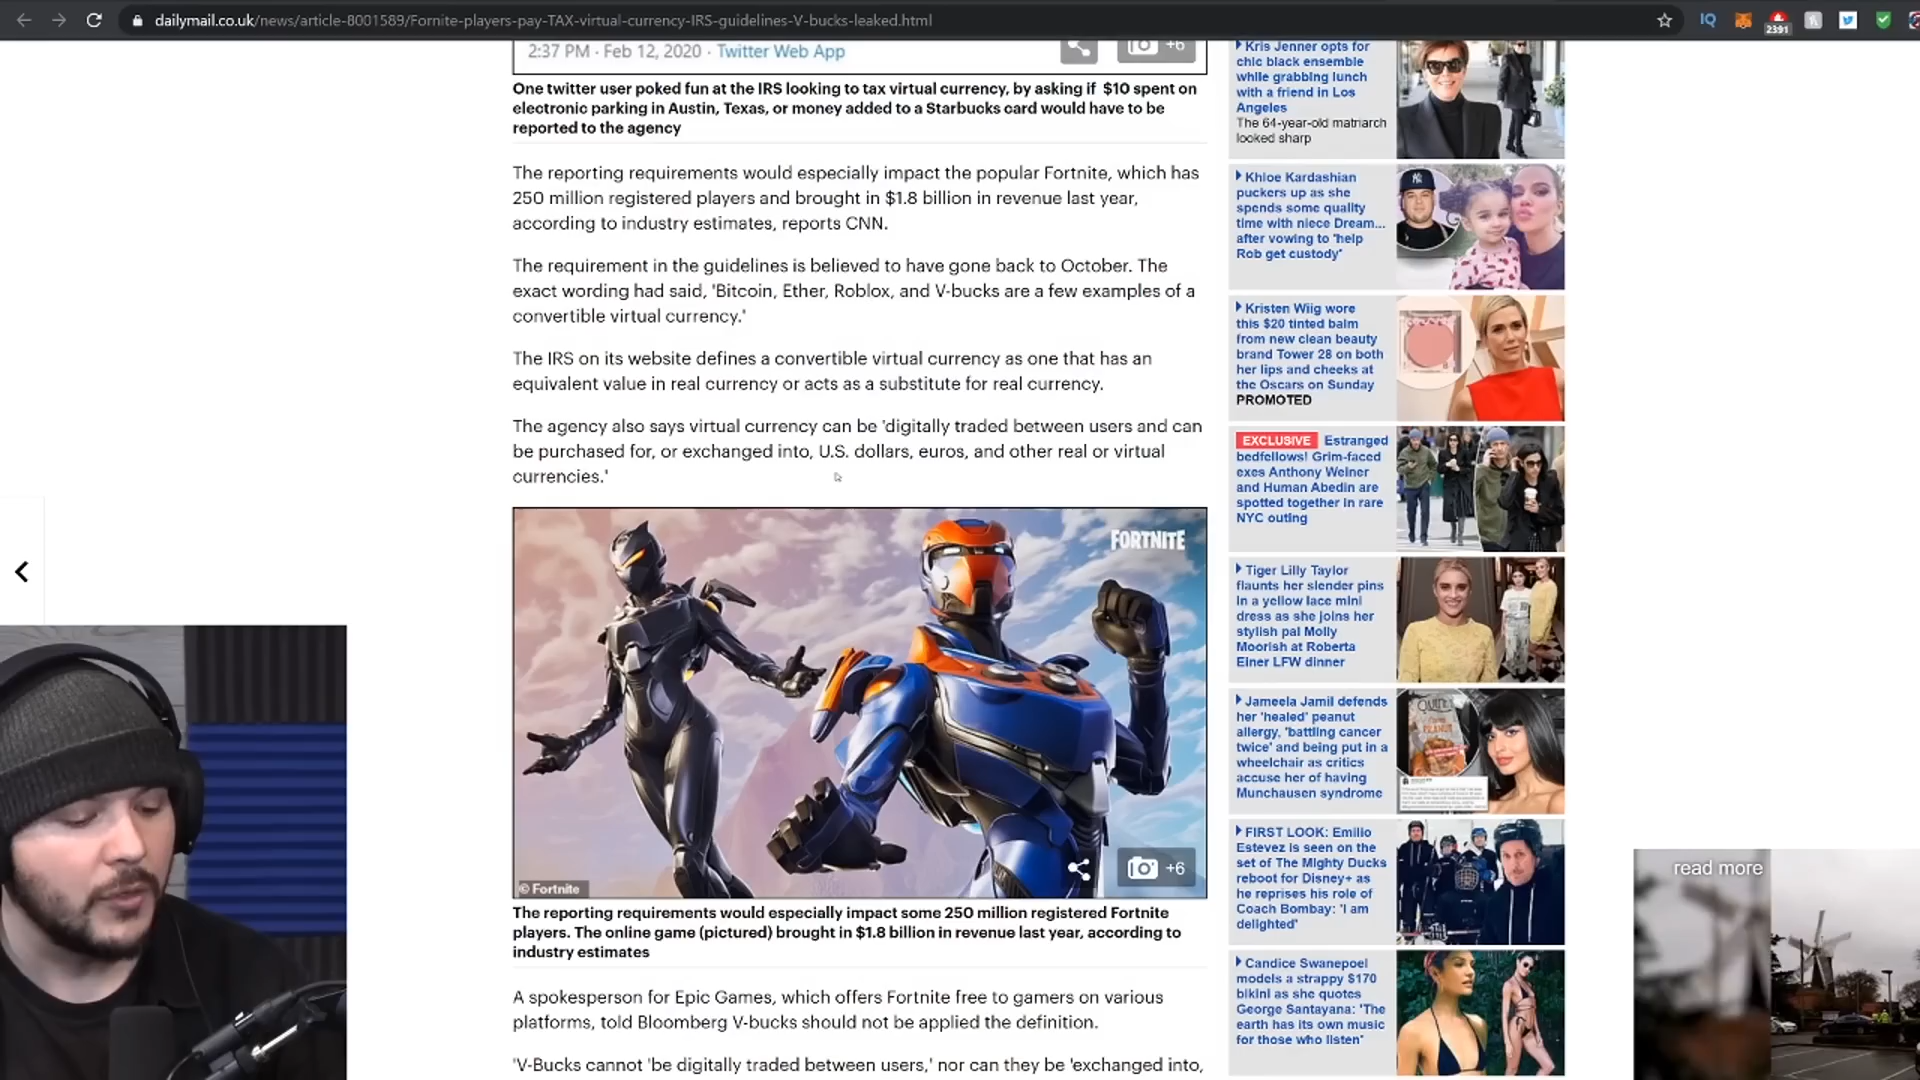 dailymail.co.uk/news/article-8001589/Fornite-players-pay-TAX-virtual-currency-IRS-guidelines-V-bucks-leaked.html
IQ
2391
2:37 PM · Feb 12, 2020 · Twitter Web App
+6
One twitter user poked fun at the IRS looking to tax virtual currency, by asking if $10 spent on
electronic parking in Austin, Texas, or money added to a Starbucks card would have to be
reported to the agency
The reporting requirements would especially impact the popular Fortnite, which has
250 million registered players and brought in $1.8 billion in revenue last year,
according to industry estimates, reports CNN.
The requirement in the guidelines is believed to have gone back to October. The
exact wording had said, 'Bitcoin, Ether, Roblox, and V-bucks are a few examples of a
convertible virtual currency.'
The IRS on its website defines a convertible virtual currency as one that has an
equivalent value in real currency or acts as a substitute for real currency.
The agency also says virtual currency can be 'digitally traded between users and can
be purchased for, or exchanged into, U.S. dollars, euros, and other real or virtual
currencies.'
FORTNITE
© Fortnite
+6
The reporting requirements would especially impact some 250 million registered Fortnite
players. The online game (pictured) brought in $1.8 billion in revenue last year, according to
industry estimates
A spokesperson for Epic Games, which offers Fortnite free to gamers on various
platforms, told Bloomberg V-bucks should not be applied the definition.
'V-Bucks cannot 'be digitally traded between users,' nor can they be 'exchanged into,
Kris Jenner opts for
chic black ensemble
while grabbing lunch
with a friend in Los
Angeles
The 64-year-old matriarch
looked sharp
Khloe Kardashian
puckers up as she
spends some quality
time with niece Dream...
after vowing to 'help
Rob get custody'
Kristen Wiig wore
this $20 tinted balm
from new clean beauty
brand Tower 28 on both
her lips and cheeks at
the Oscars on Sunday
PROMOTED
EXCLUSIVE Estranged
bedfellows! Grim-faced
exes Anthony Weiner
and Human Abedin are
spotted together in rare
NYC outing
Tiger Lilly Taylor
flaunts her slender pins
in a yellow lace mini
dress as she joins her
stylish pal Molly
Moorish at Roberta
Einer LFW dinner
Jameela Jamil defends
her 'healed' peanut
allergy, 'battling cancer
twice' and being put in a
wheelchair as critics
accuse her of having
Munchausen syndrome
FIRST LOOK: Emilio
Estevez is seen on the
set of The Mighty Ducks
reboot for Disney+ as
he reprises his role of
Coach Bombay: 'I am
delighted'
Candice Swanepoel
models a strappy $170
bikini as she quotes
George Santayana: 'The
earth has its own music
for those who listen'
read more